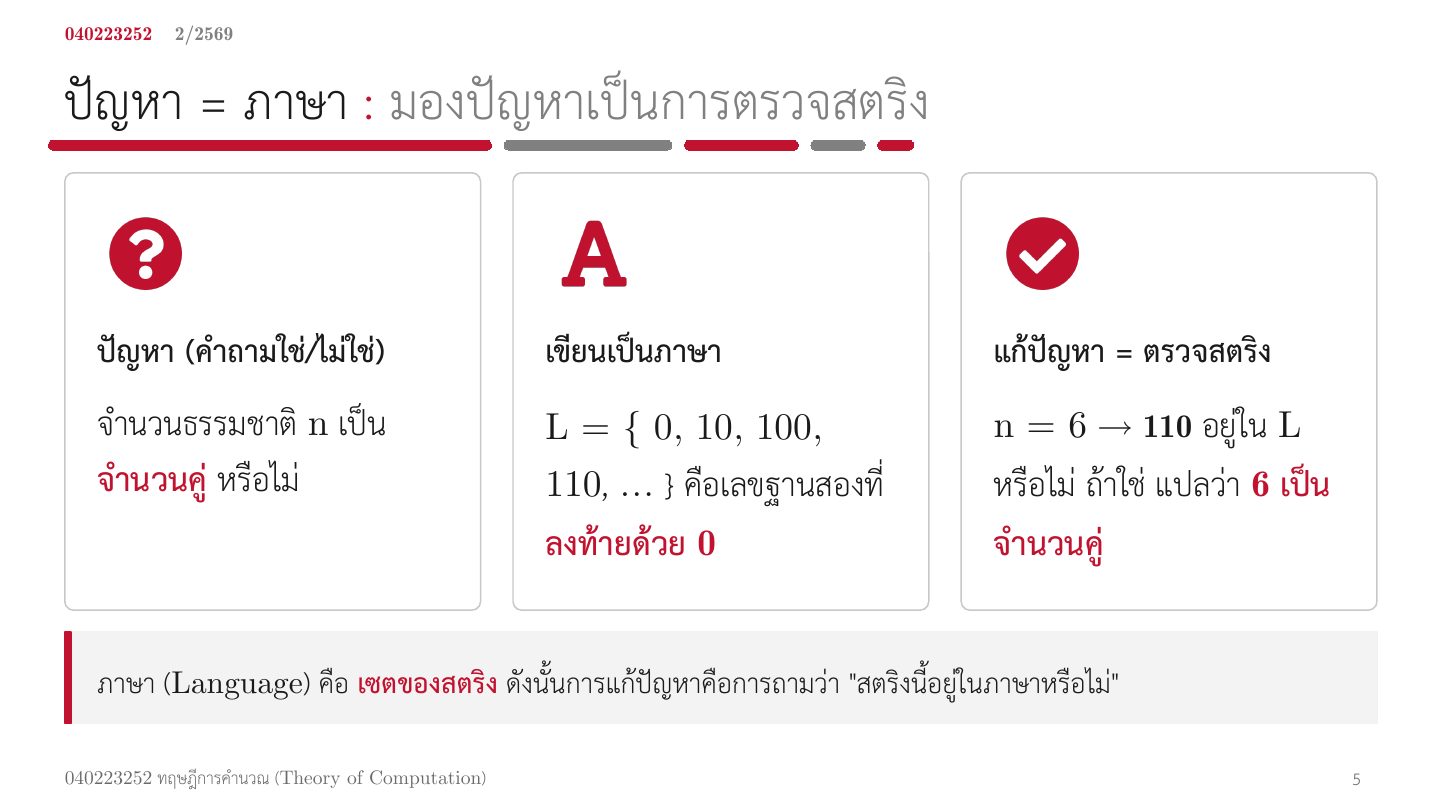 040223252 2/2569
ปัญหา = ภาษา : มองปัญหาเป็นการตรวจสตริง
ปัญหา (คำถามใช่/ไม่ใช่)
จำนวนธรรมชาติ n เป็น
จำนวนคู่ หรือไม่
A
เขียนเป็นภาษา
L = { 0, 10, 100,
110, ... } คือเลขฐานสองที่
ลงท้ายด้วย 0
แก้ปัญหา = ตรวจสตริง
n = 6 → 110 อยู่ใน L
หรือไม่ ถ้าใช่ แปลว่า 6 เป็น
จำนวนคู่
ภาษา (Language) คือ เซตของสตริง ดังนั้นการแก้ปัญหาคือการถามว่า "สตริงนี้อยู่ในภาษาหรือไม่"
040223252 ทฤษฎีการคำนวณ (Theory of Computation) 5